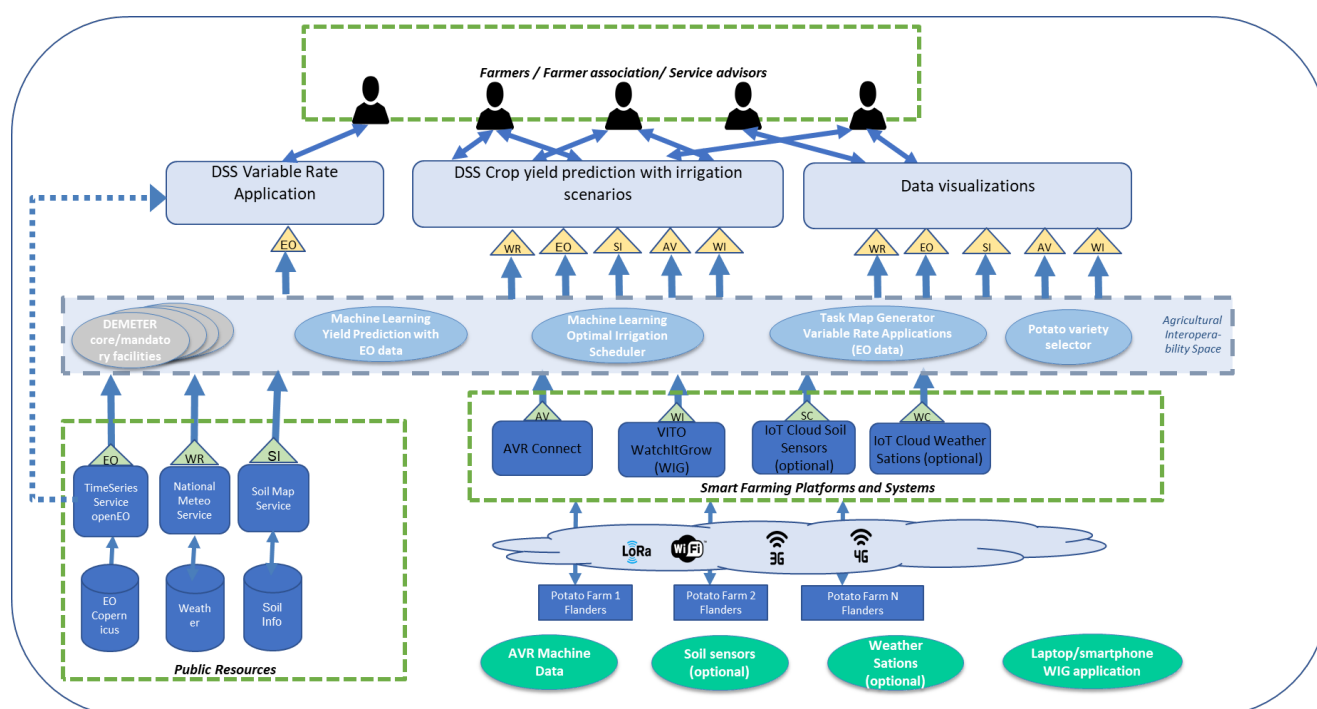 Farmers / Farmer association/ Service advisors
DSS Variable Rate
Application
DSS Crop yield prediction with irrigation
scenarios
Data visualizations
EO
WR
EO
SI
AV
WI
WR
EO
SI
AV
WI
DEMETER
core/mandato
ry facilities
Machine Learning
Yield Prediction with
EO data
Machine Learning
Optimal Irrigation
Scheduler
Task Map Generator
Variable Rate Applications
(EO data)
Potato variety
selector
Agricultural
Interopera-
bility Space
EO
WR
SI
AV
WI
SC
WC
TimeSeries
Service
openEO
National
Meteo
Service
Soil Map
Service
AVR Connect
VITO
WatchItGrow
(WIG)
IoT Cloud Soil
Sensors
(optional)
IoT Cloud Weather
Sations (optional)
Smart Farming Platforms and Systems
LoRa
WiFi
3G
4G
EO
Copern
icus
Weath
er
Soil
Info
Public Resources
Potato Farm 1
Flanders
Potato Farm 2
Flanders
Potato Farm N
Flanders
AVR Machine
Data
Soil sensors
(optional)
Weather
Sations
(optional)
Laptop/smartphone
WIG application